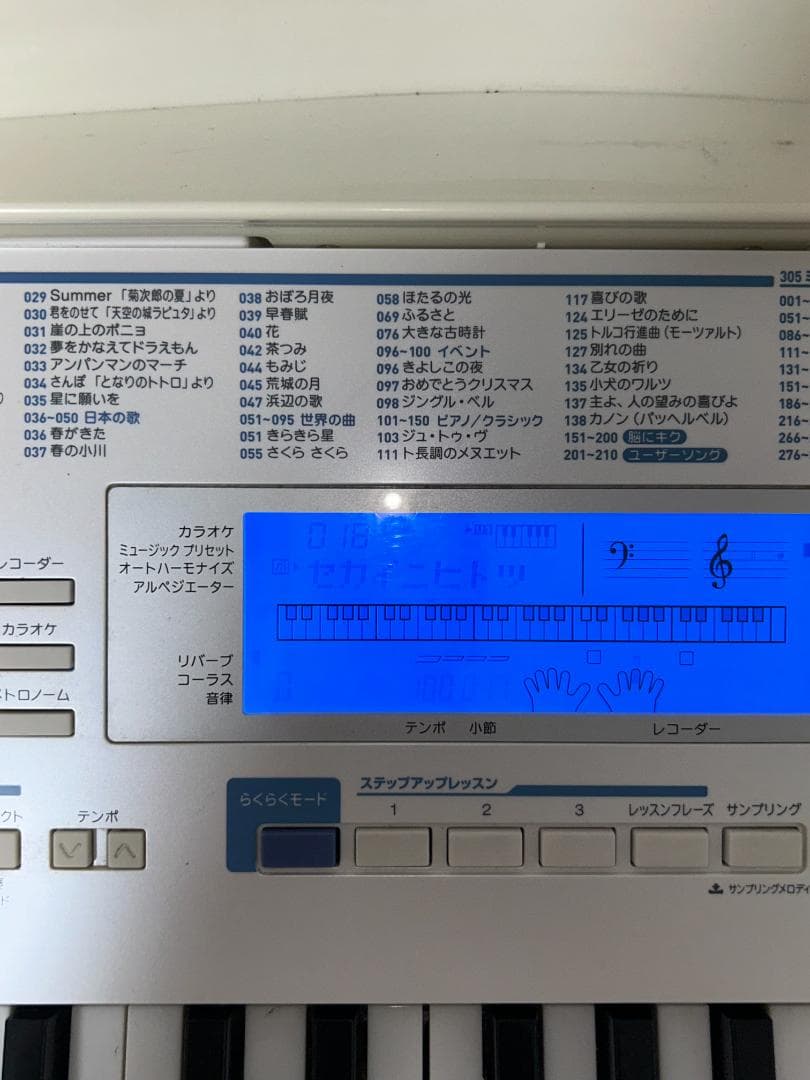 029 Summer 「菊次郎の夏」より
030 君をのせて「天空の城ラピュタ」より
031 崖の上のポニョ
032 夢をかなえてドラえもん
033 アンパンマンのマーチ
034 さんぽ「となりのトトロ」より
035 星に願いを
036~050 日本の歌
036 春がきた
037 春の小川
038 おぼろ月夜
039 早春賦
040 花
042 茶つみ
044 もみじ
045 荒城の月
047 浜辺の歌
051~095 世界の曲
051 きらきら星
055 さくら さくら
058 ほたるの光
069 ふるさと
076 大きな古時計
096~100 イベント
096 きよしこの夜
097 おめでとうクリスマス
098 ジングル・ベル
101~150 ピアノ/クラシック
103 ジュ・トゥ・ヴ
111 ト長調のメヌエット
117 喜びの歌
124 エリーゼのために
125 トルコ行進曲(モーツァルト)
127 別れの曲
134 乙女の祈り
135 小犬のワルツ
137 主よ、人の望みの喜びよ
138 カノン(パッヘルベル)
151~200 脳にキク
201~210 ユーザーソング
305
001~
051~
086~
111~
131~
136~
186~
216~
266~
276~
カラオケ
ミュージック プリセット
オートハーモナイズ
アルペジエーター
018
セカイニヒトツ
リバーブ
コーラス
音律
テンポ
小節
レコーダー
レコーダー
カラオケ
メトロノーム
テンポ
らくらくモード
ステップアップレッスン
1
2
3
レッスンフレーズ
サンプリング
サンプリングメロディ